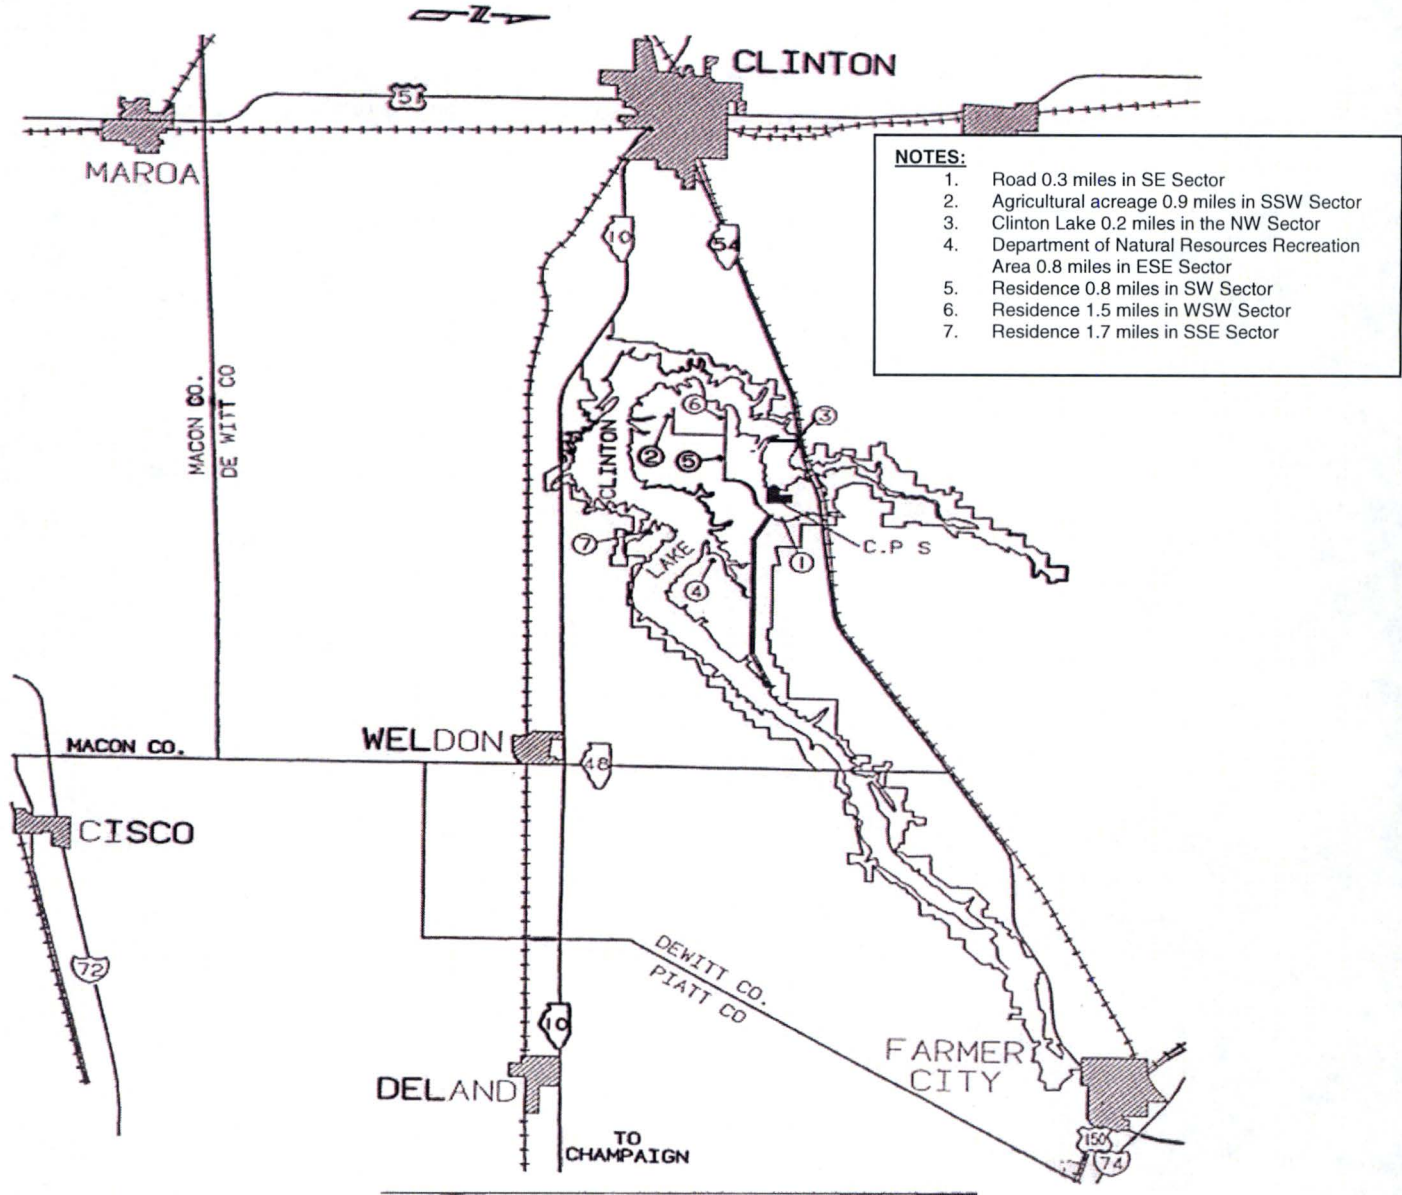 N
CLINTON
51
MAROA
NOTES:
1. Road 0.3 miles in SE Sector
2. Agricultural acreage 0.9 miles in SSW Sector
3. Clinton Lake 0.2 miles in the NW Sector
4. Department of Natural Resources Recreation
Area 0.8 miles in ESE Sector
5. Residence 0.8 miles in SW Sector
6. Residence 1.5 miles in WSW Sector
7. Residence 1.7 miles in SSE Sector
10
54
MACON CO.
DE WITT CO
CLINTON
LAKE
6
3
2
5
7
4
1
C.P S
MACON CO.
WELDON
48
CISCO
72
DEWITT CO.
PIATT CO
10
FARMER
CITY
DELAND
TO
CHAMPAIGN
150
74